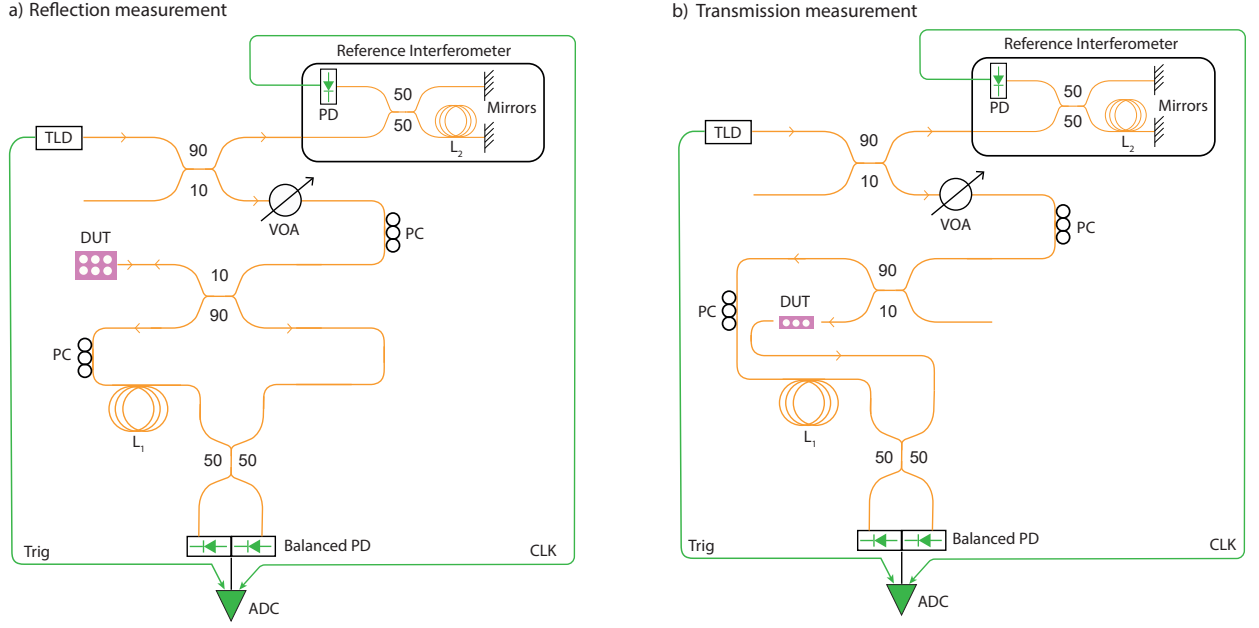 a) Reflection measurement
Reference Interferometer
PD
50
50
Mirrors
L2
TLD
90
10
VOA
PC
DUT
10
90
PC
L1
50 50
Balanced PD
Trig
CLK
ADC
b) Transmission measurement
Reference Interferometer
PD
50
50
Mirrors
L2
TLD
90
10
VOA
PC
90
10
PC
DUT
L1
50 50
Balanced PD
Trig
CLK
ADC